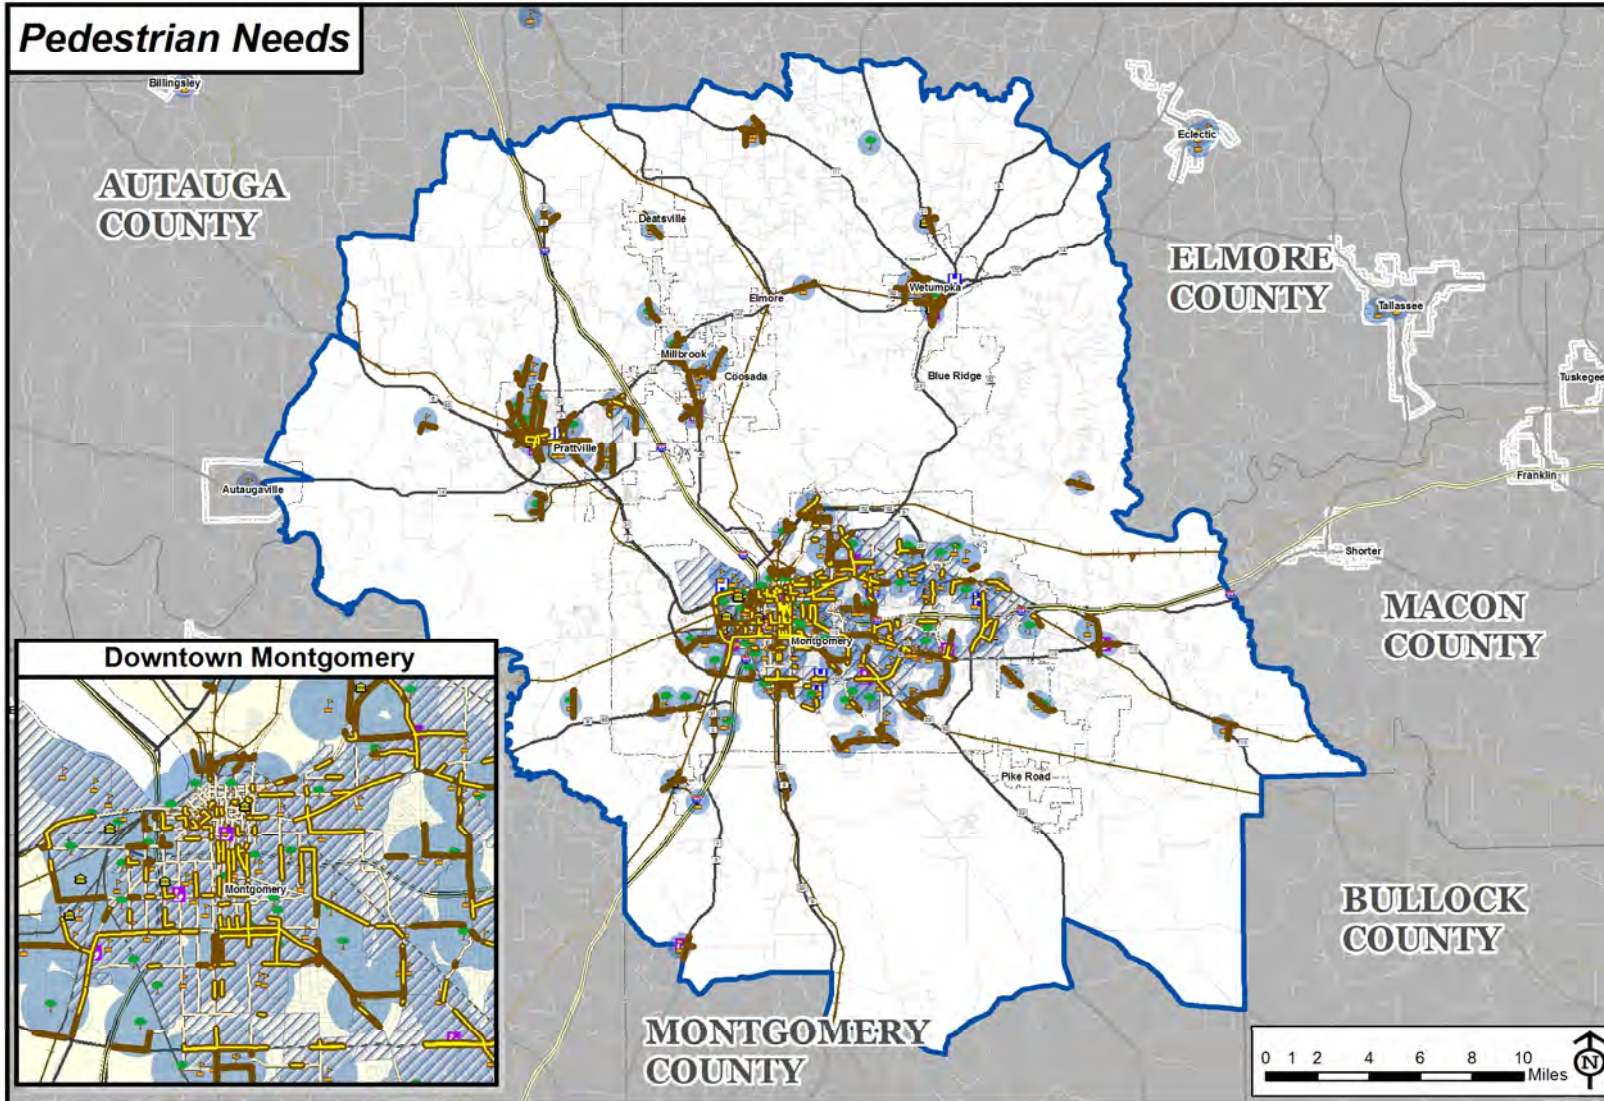 Pedestrian Needs
Billingsley
Eclectic
AUTAUGA
COUNTY
Deatsville
ELMORE
COUNTY
Wetumpka
Elmore
Tallassee
Millbrook
Coosada
Blue Ridge
Tuskegee
Prattville
Autaugaville
Franklin
Shorter
MACON
COUNTY
Montgomery
Downtown Montgomery
Montgomery
Pike Road
BULLOCK
COUNTY
MONTGOMERY
COUNTY
0 1 2 4 6 8 10
Miles
N